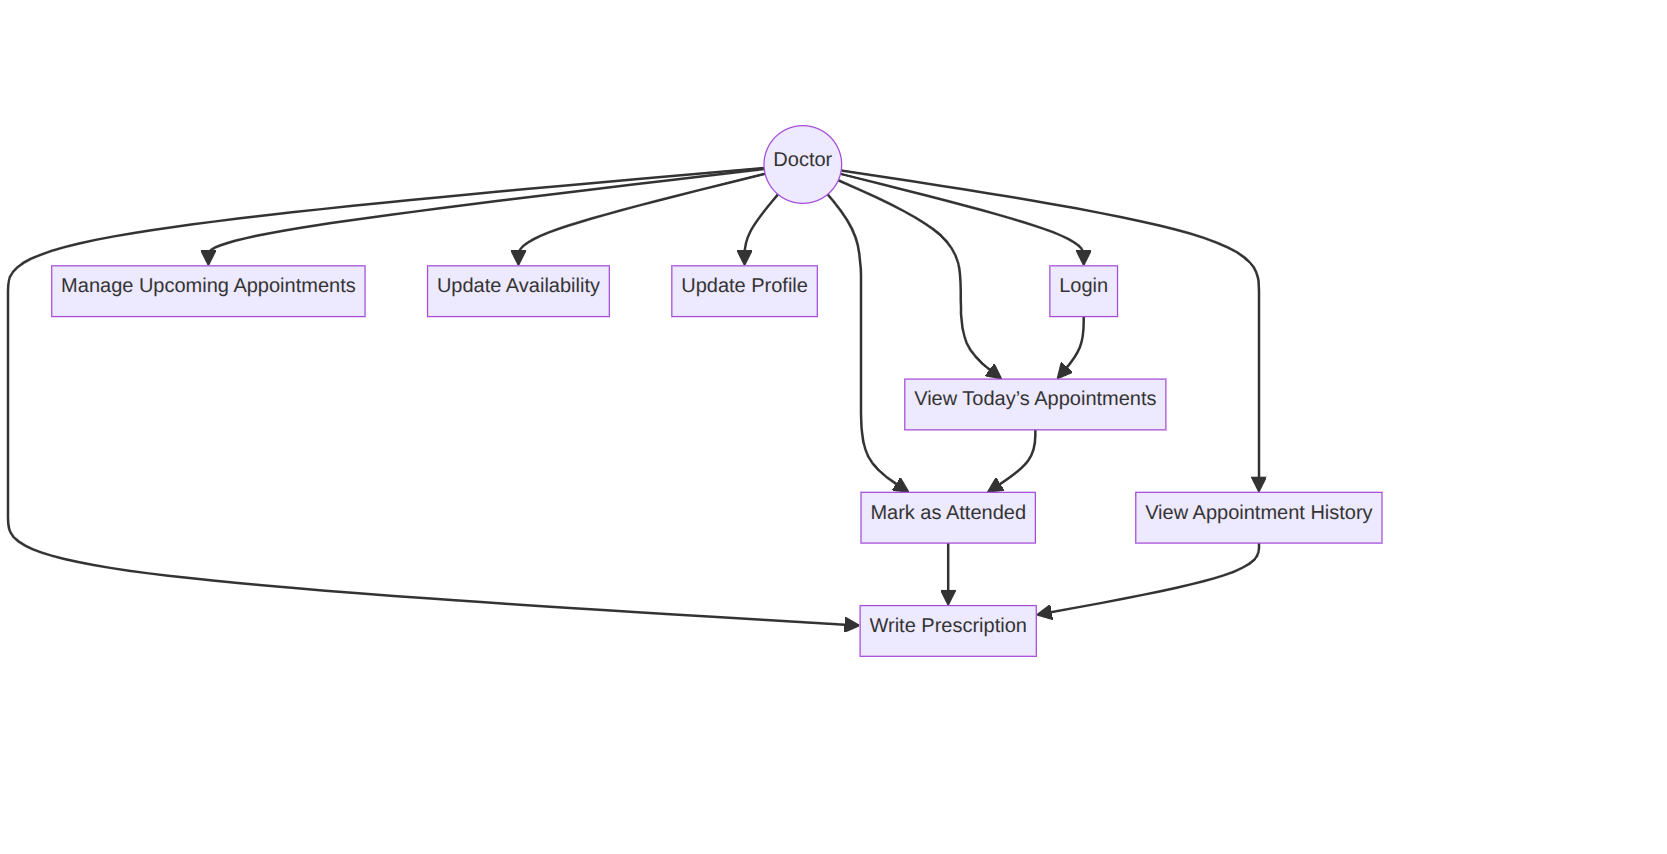 Doctor
Manage Upcoming Appointments
Update Availability
Update Profile
Login
View Today’s Appointments
Mark as Attended
View Appointment History
Write Prescription